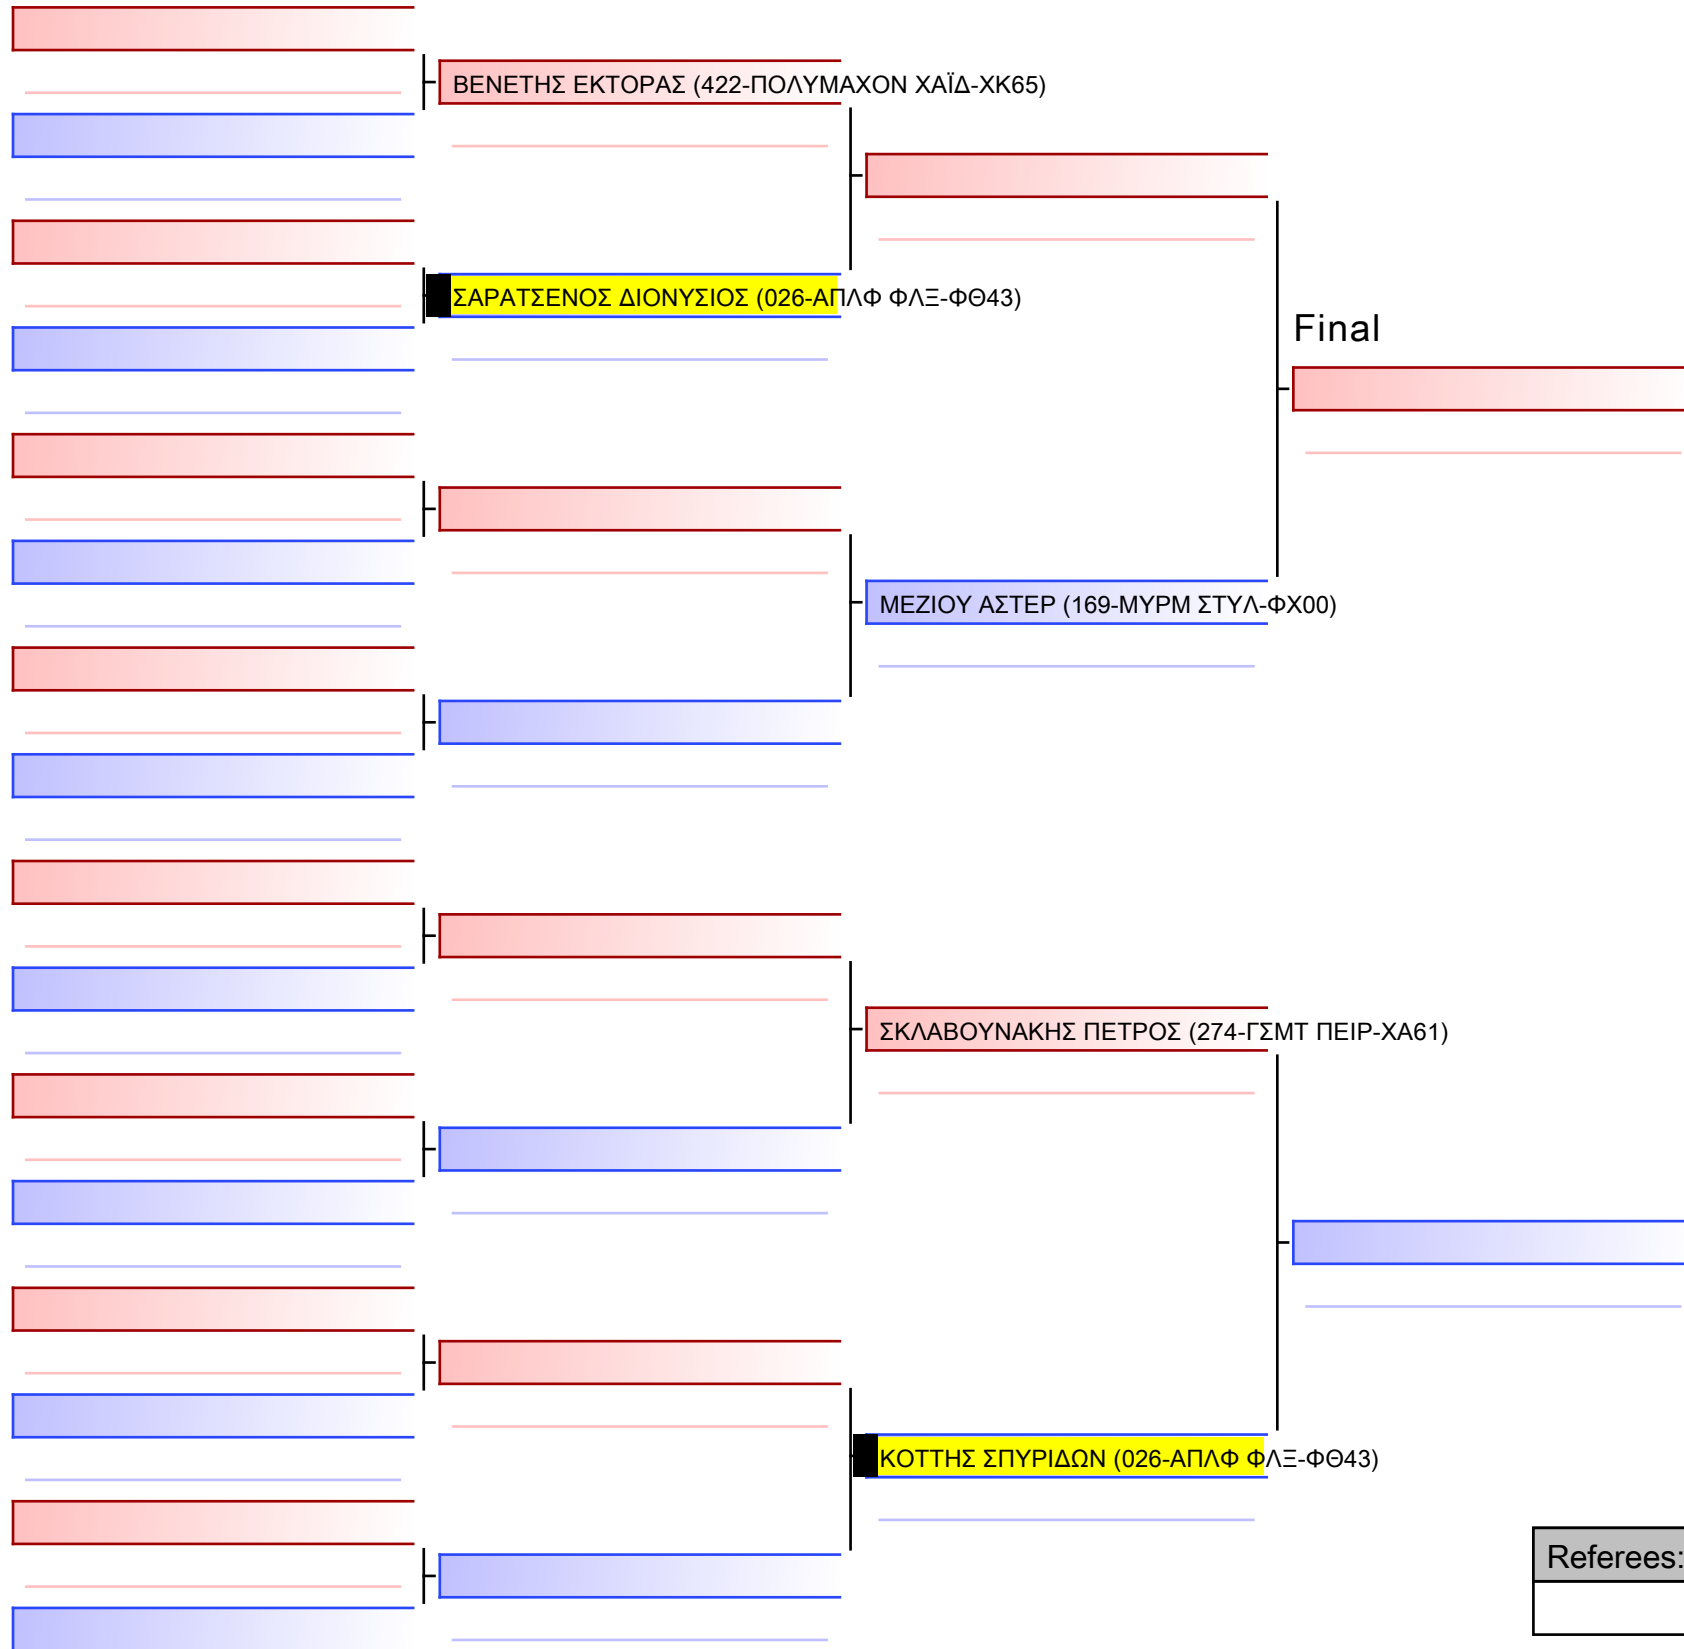 ΒΕΝΕΤΗΣ ΕΚΤΟΡΑΣ (422-ΠΟΛΥΜΑΧΟΝ ΧΑΪΔ-ΧΚ65)
ΣΑΡΑΤΣΕΝΟΣ ΔΙΟΝΥΣΙΟΣ (026-ΑΠΛΦ ΦΛΞ-ΦΘ43)
Final
ΜΕΖΙΟΥ ΑΣΤΕΡ (169-ΜΥΡΜ ΣΤΥΛ-ΦΧ00)
ΣΚΛΑΒΟΥΝΑΚΗΣ ΠΕΤΡΟΣ (274-ΓΣΜΤ ΠΕΙΡ-ΧΑ61)
ΚΟΤΤΗΣ ΣΠΥΡΙΔΩΝ (026-ΑΠΛΦ ΦΛΞ-ΦΘ43)
Referees: